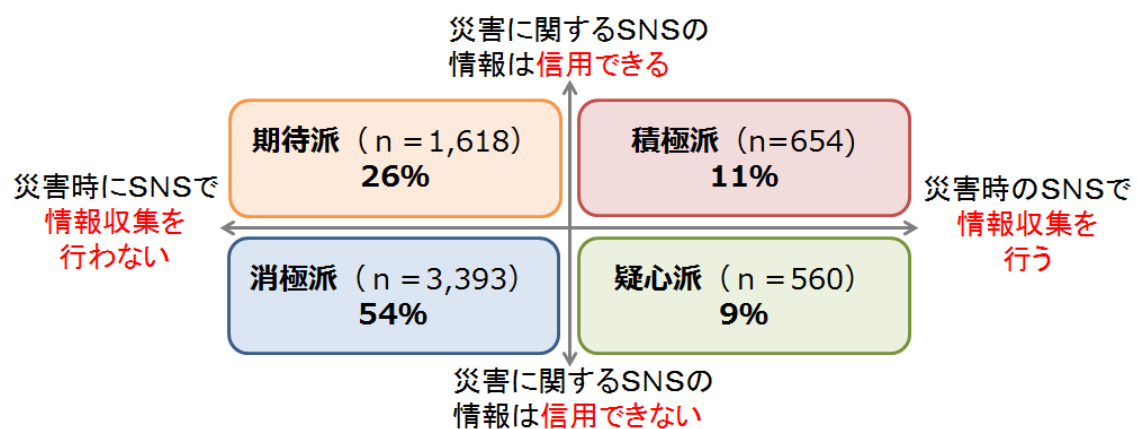 災害に関するSNSの
情報は信用できる
期待派（ｎ＝1,618）
26%
積極派（n=654)
11%
災害時にSNSで
情報収集を
行わない
災害時のSNSで
情報収集を
行う
消極派（ｎ＝3,393）
54%
疑心派（ｎ＝560）
9%
災害に関するSNSの
情報は信用できない